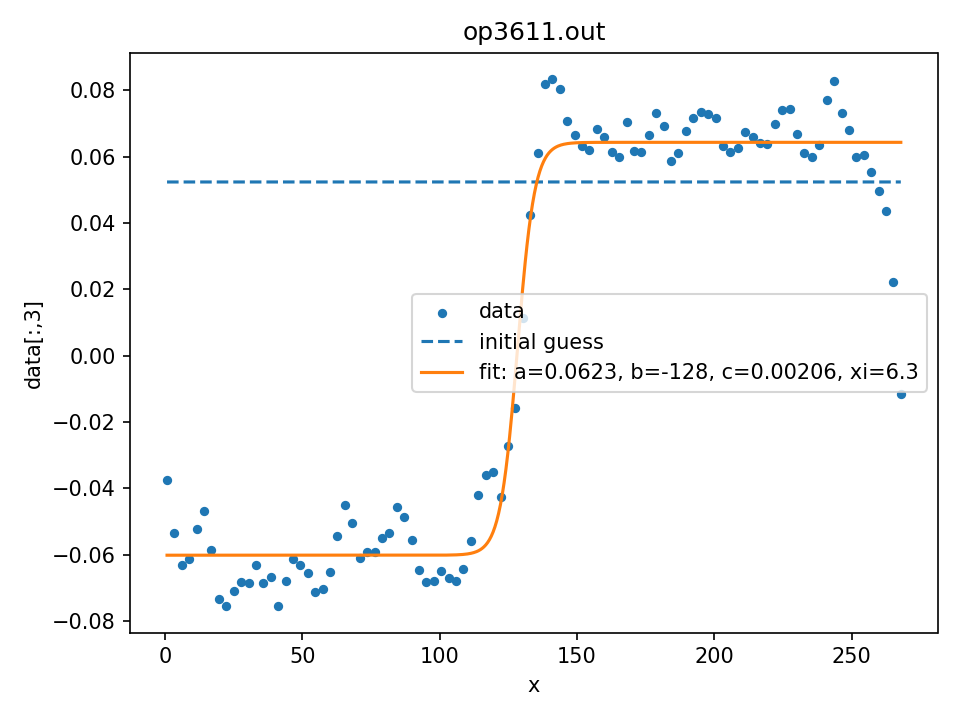 op3611.out
0.08
0.06
0.04
0.02
0.00
−0.02
−0.04
−0.06
−0.08
data[:,3]
data
initial guess
fit: a=0.0623, b=-128, c=0.00206, xi=6.3
0 50 100 150 200 250
x